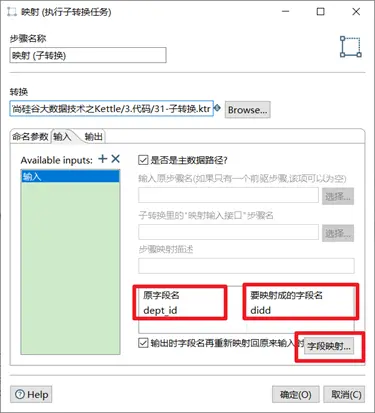 映射 (执行子转换任务)
步骤名称
映射 (子转换)
转换
尚硅谷大数据技术之Kettle/3.代码/31-子转换.ktr
Browse...
命名参数 输入 输出
Available inputs:
输入
是否是主数据路径?
输入原步骤名(如果只有一个前驱步骤,该项可以为空)
选择...
子转换里的"映射输入接口"步骤名
选择...
步骤映射描述
原字段名 要映射成的字段名
dept_id didd
输出时字段名再重新映射回原来输入时
字段映射...
Help 确定(O) 取消(C)